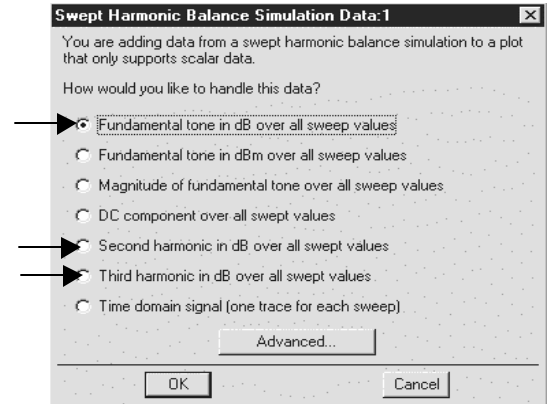 Swept Harmonic Balance Simulation Data:1
You are adding data from a swept harmonic balance simulation to a plot
that only supports scalar data.
How would you like to handle this data?
Fundamental tone in dB over all sweep values
Fundamental tone in dBm over all sweep values
Magnitude of fundamental tone over all sweep values
DC component over all swept values
Second harmonic in dB over all swept values
Third harmonic in dB over all swept values
Time domain signal (one trace for each sweep)
Advanced...
OK Cancel